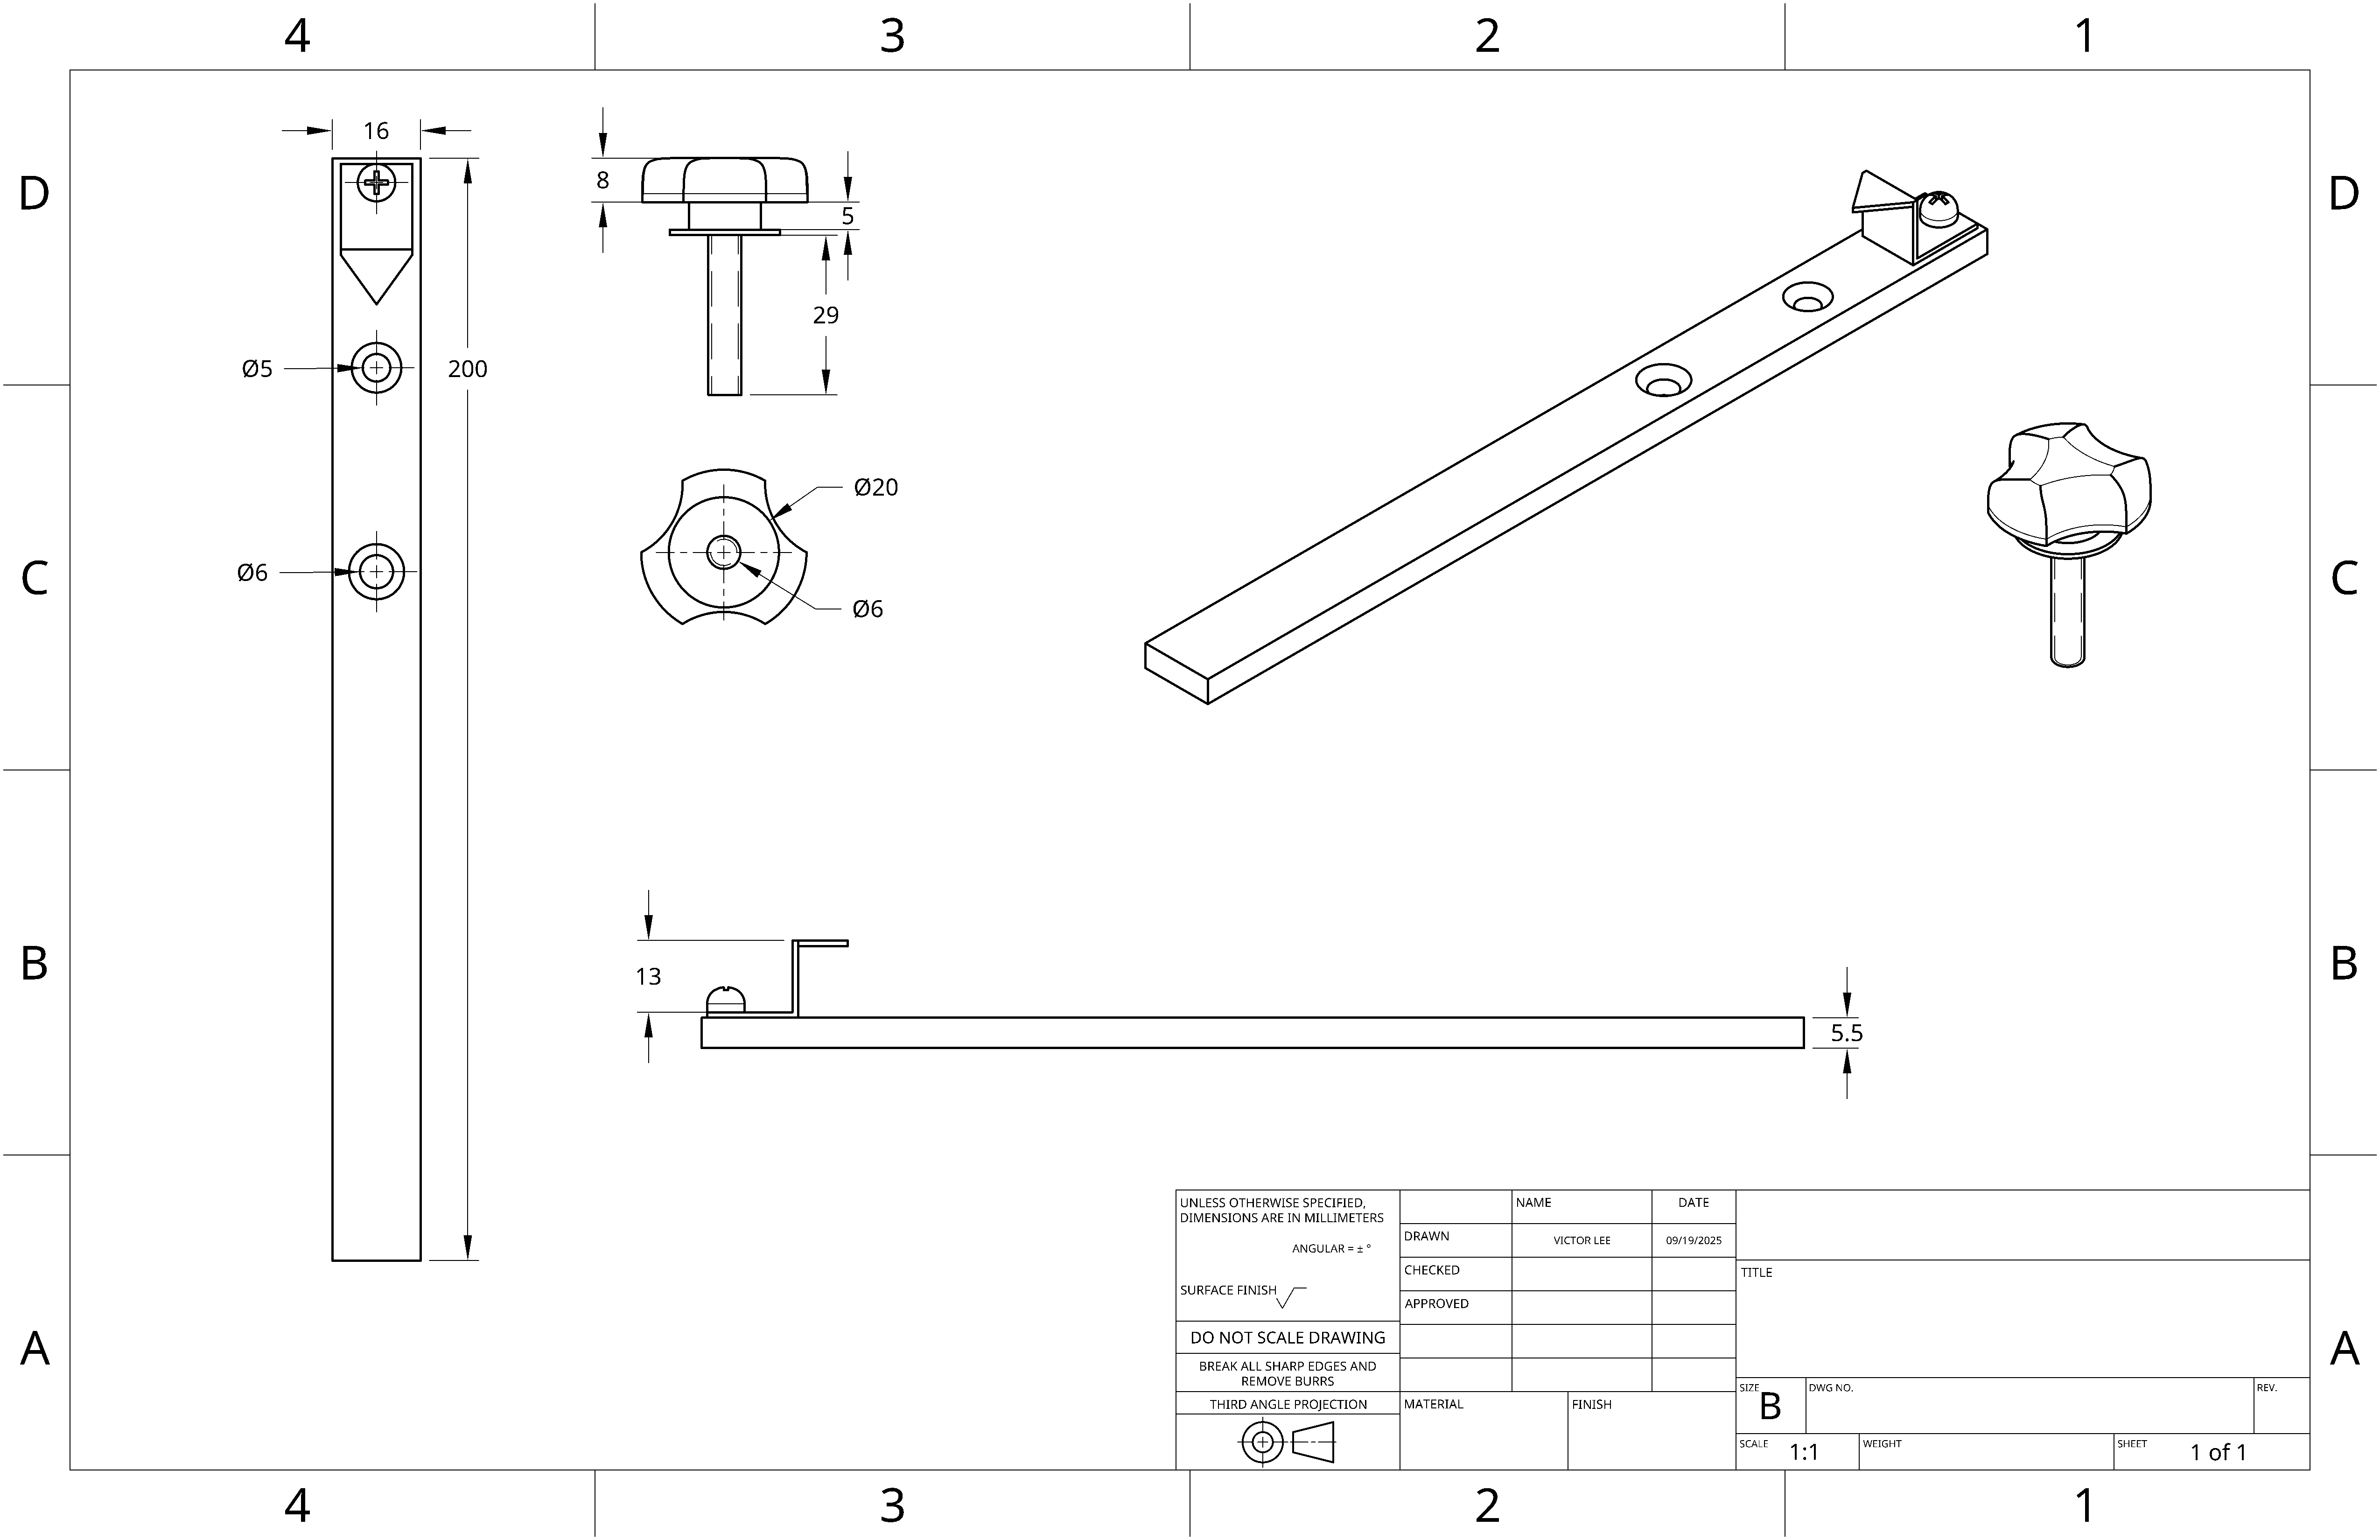 4 3 2 1
D D
16
8
5
29
Ø5
200
Ø20
C C
Ø6
Ø6
B B
13
5.5
UNLESS OTHERWISE SPECIFIED,
DIMENSIONS ARE IN MILLIMETERS
ANGULAR = ± °
SURFACE FINISH
DO NOT SCALE DRAWING
BREAK ALL SHARP EDGES AND
REMOVE BURRS
THIRD ANGLE PROJECTION
NAME DATE
DRAWN VICTOR LEE 09/19/2025
CHECKED
APPROVED
MATERIAL FINISH
TITLE
SIZE B DWG NO. REV.
SCALE 1:1 WEIGHT SHEET 1 of 1
A A
4 3 2 1